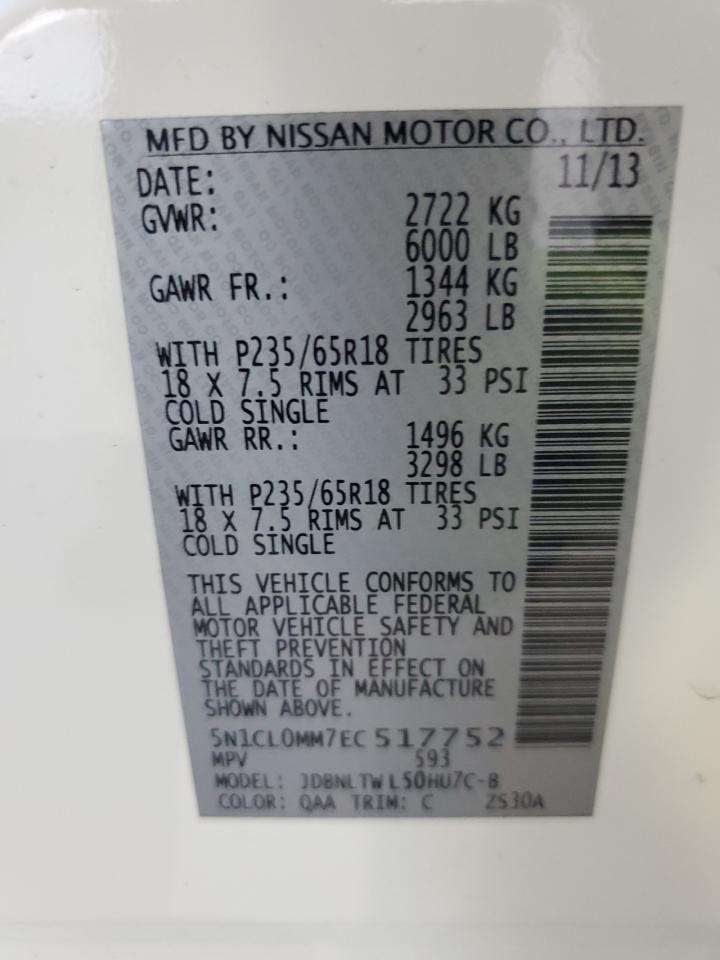 MFD BY NISSAN MOTOR CO., LTD.
DATE: 11/13
GVWR: 2722 KG
6000 LB
GAWR FR.: 1344 KG
2963 LB
WITH P235/65R18 TIRES
18 X 7.5 RIMS AT 33 PSI
COLD SINGLE
GAWR RR.: 1496 KG
3298 LB
WITH P235/65R18 TIRES
18 X 7.5 RIMS AT 33 PSI
COLD SINGLE
THIS VEHICLE CONFORMS TO
ALL APPLICABLE FEDERAL
MOTOR VEHICLE SAFETY AND
THEFT PREVENTION
STANDARDS IN EFFECT ON
THE DATE OF MANUFACTURE
SHOWN ABOVE.
5N1CL0MM7EC517752
MPV 593
MODEL: JDBNLTWL50HU7C-B
COLOR: QAA TRIM: C ZS30A